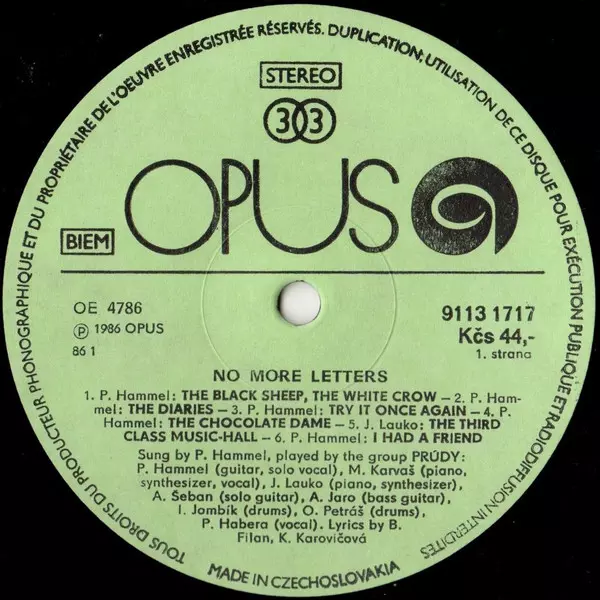 TOUS DROITS DU PRODUCTEUR PHONOGRAPHIQUE ET DU PROPRIÉTAIRE DE L'OEUVRE ENREGISTRÉE RÉSERVÉS. DUPLICATION, UTILISATION DE CE DISQUE POUR EXÉCUTION PUBLIQUE ET RADIODIFFUSION INTERDITES
STEREO
33
OPUS
BIEM
OE 4786
Ⓟ 1986 OPUS
86 1
9113 1717
Kčs 44,-
1. strana
NO MORE LETTERS
1. P. Hammel: THE BLACK SHEEP, THE WHITE CROW – 2. P. Ham-
mel: THE DIARIES – 3. P. Hammel: TRY IT ONCE AGAIN – 4. P.
Hammel: THE CHOCOLATE DAME – 5. J. Lauko: THE THIRD
CLASS MUSIC-HALL – 6. P. Hammel: I HAD A FRIEND
Sung by P. Hammel, played by the group PRÚDY:
P. Hammel (guitar, solo vocal), M. Karvaš (piano,
synthesizer, vocal), J. Lauko (piano, synthesizer),
A. Šeban (solo guitar), A. Jaro (bass guitar),
I. Jombík (drums), O. Petráš (drums),
P. Habera (vocal). Lyrics by B.
Filan, K. Karovičová
MADE IN CZECHOSLOVAKIA